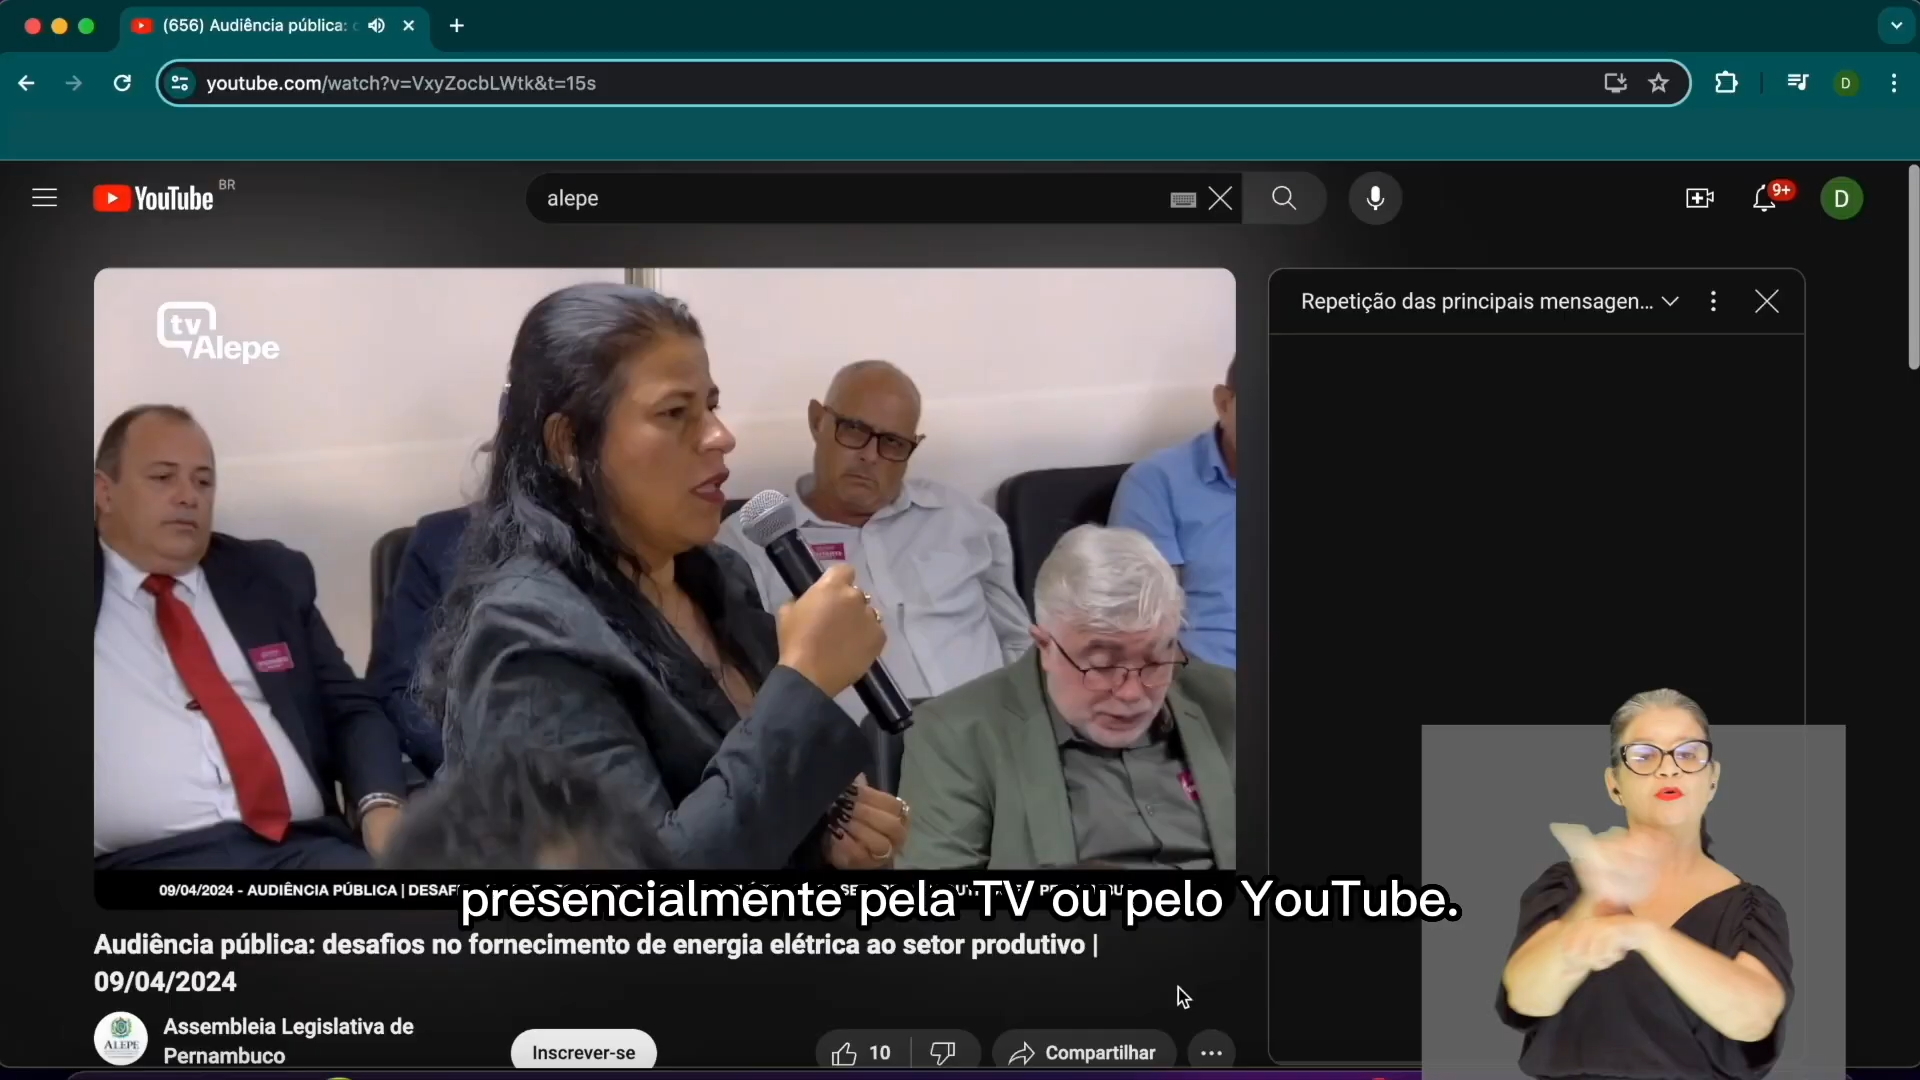 (656) Audiência pública:
youtube.com/watch?v=VxyZocbLWtk&t=15s
D
YouTube BR
alepe
9+
D
tv Alepe
Repetição das principais mensagen...
09/04/2024 - AUDIÊNCIA PÚBLICA |
presencialmente pela TV ou pelo YouTube.
Audiência pública: desafios no fornecimento de energia elétrica ao setor produtivo |
09/04/2024
ALEPE
Assembleia Legislativa de
Pernambuco
Inscrever-se
10
Compartilhar